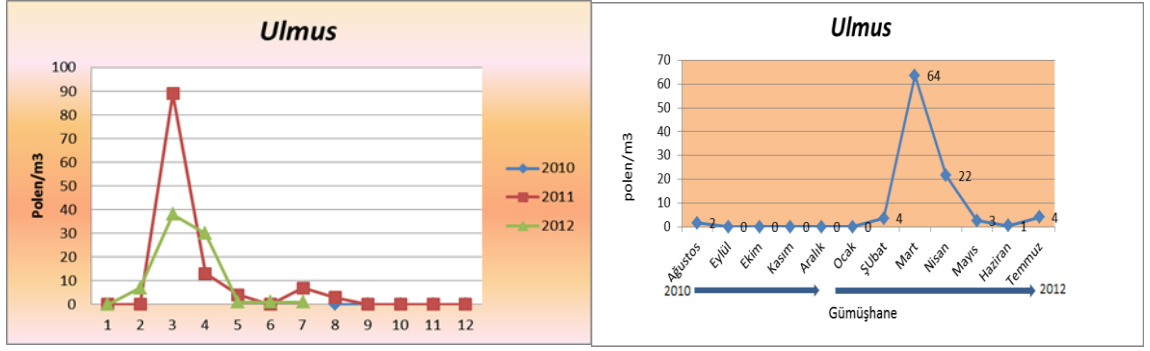 Ulmus
Polen/m3
100
90
80
70
60
50
40
30
20
10
0
1 2 3 4 5 6 7 8 9 10 11 12
2010
2011
2012
Ulmus
polen/m3
70
60
50
40
30
20
10
0
2 0 0 0 0 0 4 64 22 3 1 4
Ağustos Eylül Ekim Kasım Aralık Ocak ŞUbat Mart Nisan Mayıs Haziran Temmuz
2010 2012
Gümüşhane